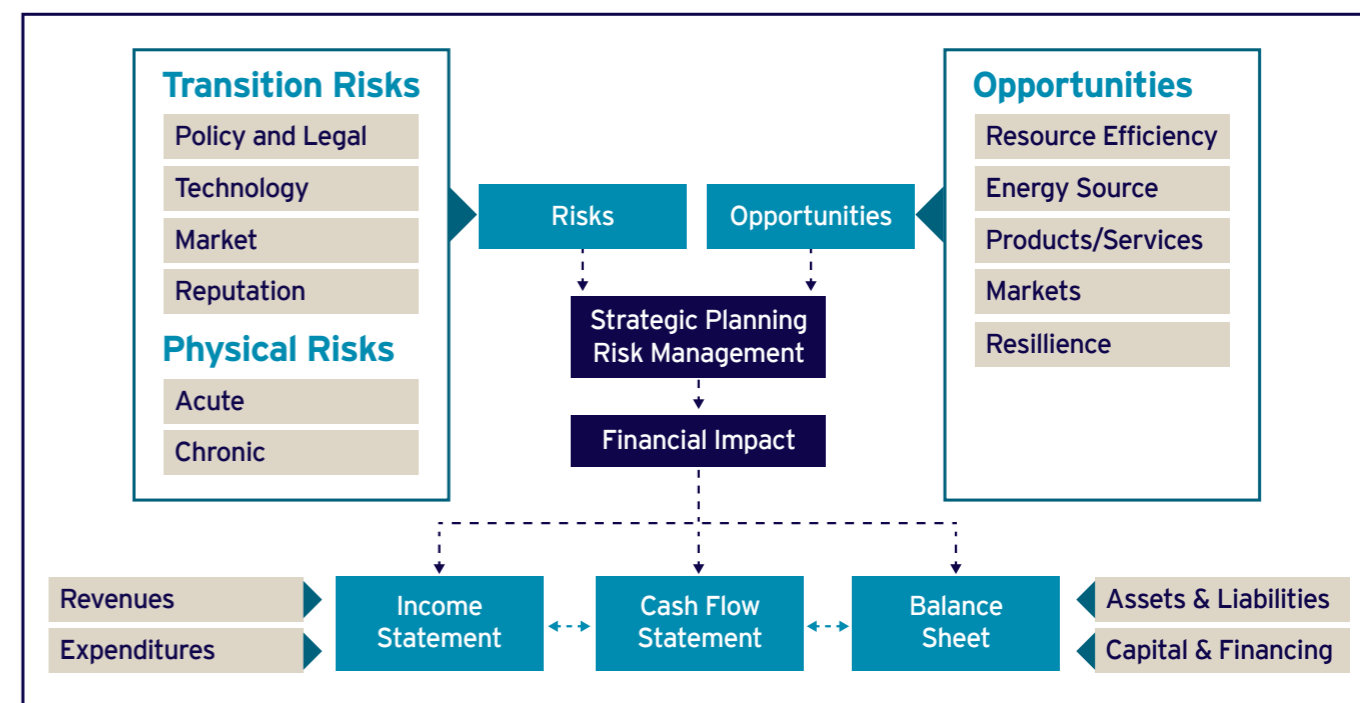 Transition Risks
Policy and Legal
Technology
Market
Reputation
Physical Risks
Acute
Chronic
Risks
Opportunities
Opportunities
Resource Efficiency
Energy Source
Products/Services
Markets
Resillience
Strategic Planning
Risk Management
Financial Impact
Revenues
Expenditures
Income
Statement
Cash Flow
Statement
Balance
Sheet
Assets & Liabilities
Capital & Financing